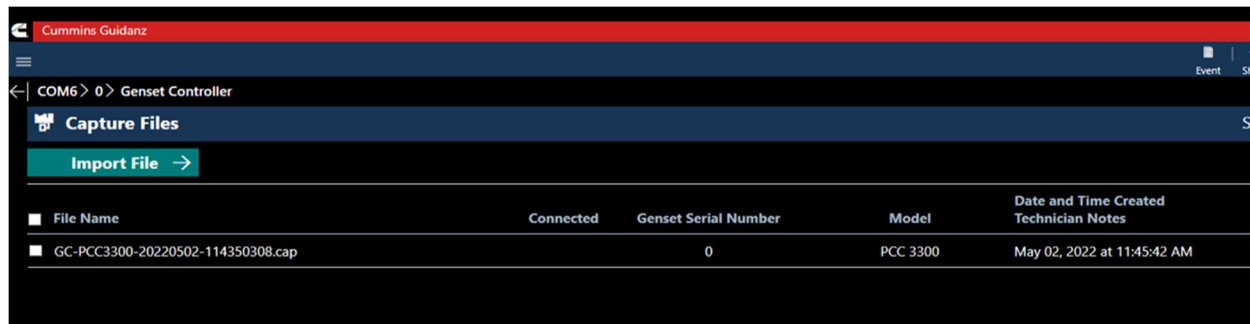 Cummins Guidanz
Event
COM6 > 0 > Genset Controller
Capture Files
Import File →
File Name Connected Genset Serial Number Model Date and Time Created
Technician Notes
GC-PCC3300-20220502-114350308.cap 0 PCC 3300 May 02, 2022 at 11:45:42 AM